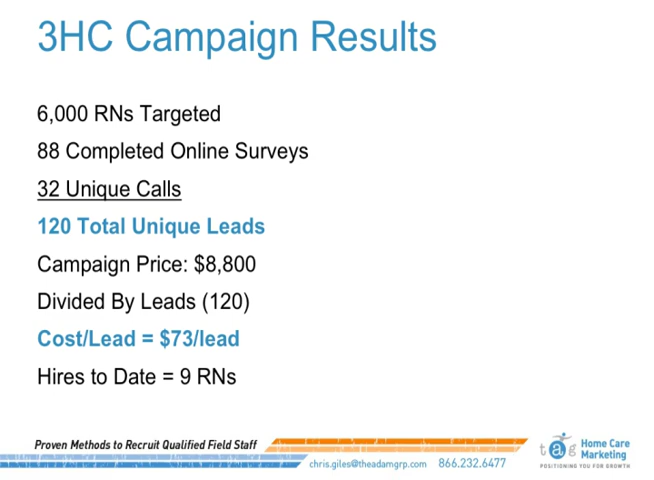 3HC Campaign Results
6,000 RNs Targeted
88 Completed Online Surveys
32 Unique Calls
120 Total Unique Leads
Campaign Price: $8,800
Divided By Leads (120)
Cost/Lead = $73/lead
Hires to Date = 9 RNs
Proven Methods to Recruit Qualified Field Staff
chris.giles@theadamgrp.com 866.232.6477
tag Home Care
Marketing
POSITIONING YOU FOR GROWTH